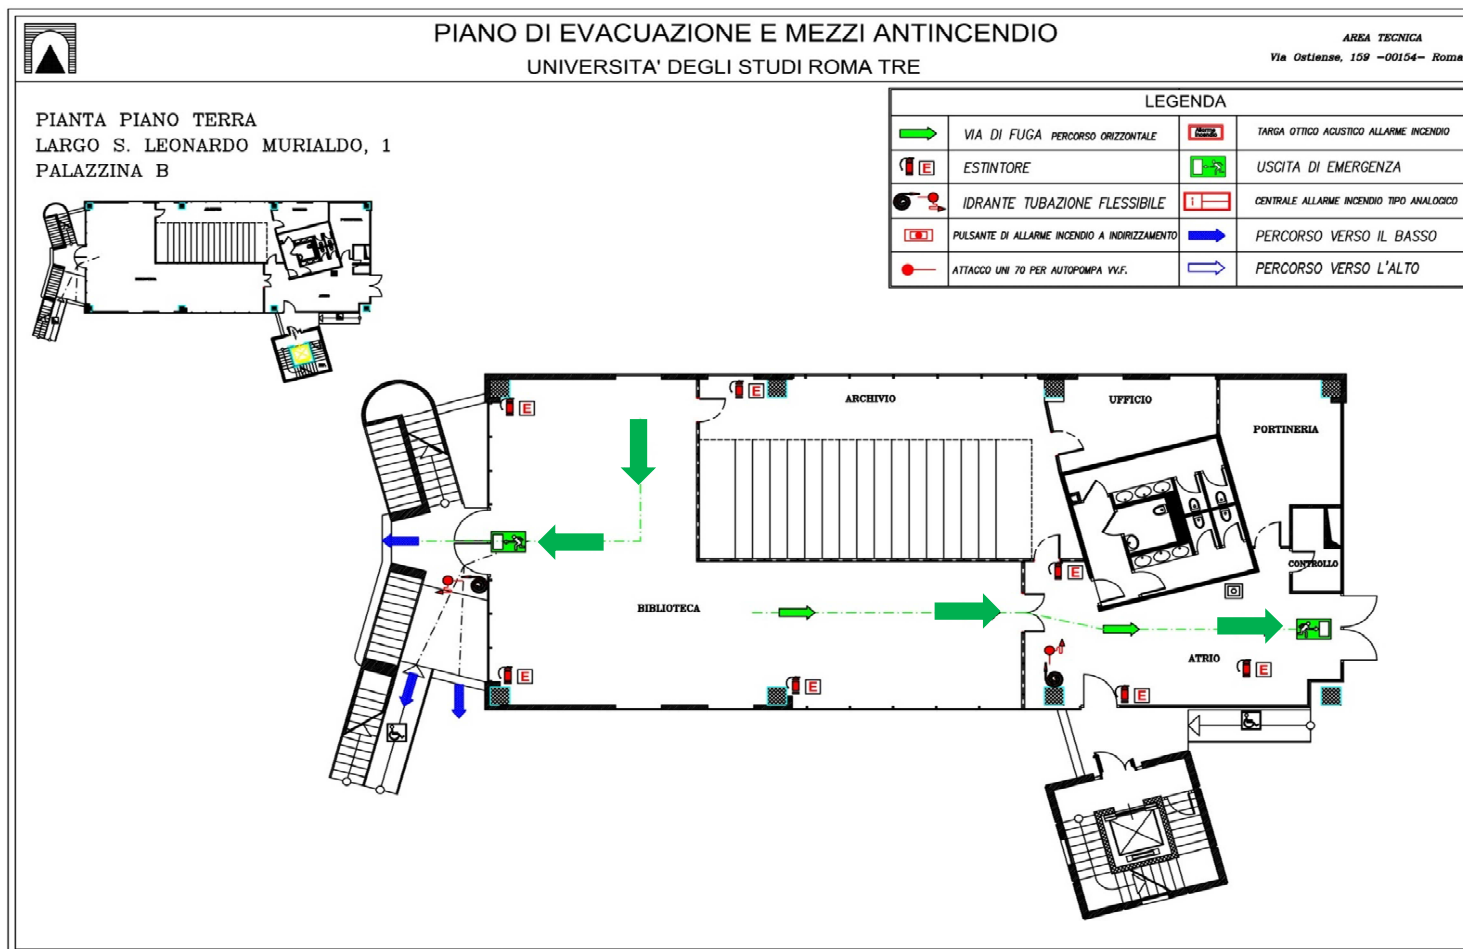 PIANO DI EVACUAZIONE E MEZZI ANTINCENDIO
UNIVERSITA' DEGLI STUDI ROMA TRE
AREA TECNICA
Via Ostiense, 159 -00154- Roma
PIANTA PIANO TERRA
LARGO S. LEONARDO MURIALDO, 1
PALAZZINA B
LEGENDA
VIA DI FUGA PERCORSO ORIZZONTALE
Allarme Incendio
TARGA OTTICO ACUSTICO ALLARME INCENDIO
E
ESTINTORE
USCITA DI EMERGENZA
IDRANTE TUBAZIONE FLESSIBILE
CENTRALE ALLARME INCENDIO TIPO ANALOGICO
PULSANTE DI ALLARME INCENDIO A INDIRIZZAMENTO
PERCORSO VERSO IL BASSO
ATTACCO UNI 70 PER AUTOPOMPA VV.F.
PERCORSO VERSO L'ALTO
E
E
ARCHIVIO
UFFICIO
PORTINERIA
CONTROLLO
E
BIBLIOTECA
ATRIO
E
E
E
E